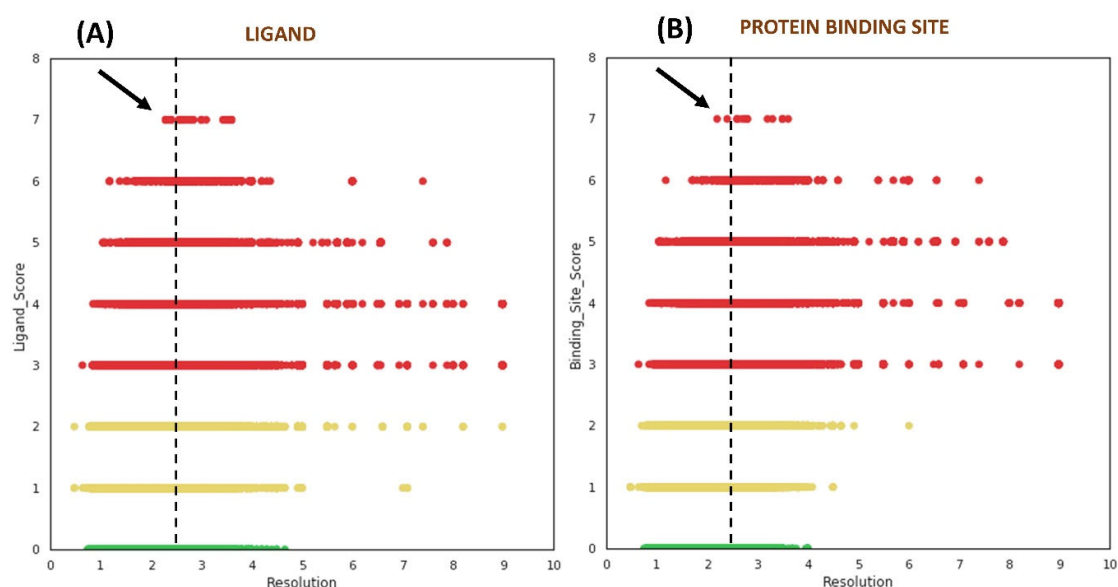 (A)
LIGAND
8
7
6
5
4
3
2
1
0
Ligand_Score
0 1 2 3 4 5 6 7 8 9 10
Resolution
(B)
PROTEIN BINDING SITE
8
7
6
5
4
3
2
1
0
Binding_Site_Score
0 1 2 3 4 5 6 7 8 9 10
Resolution